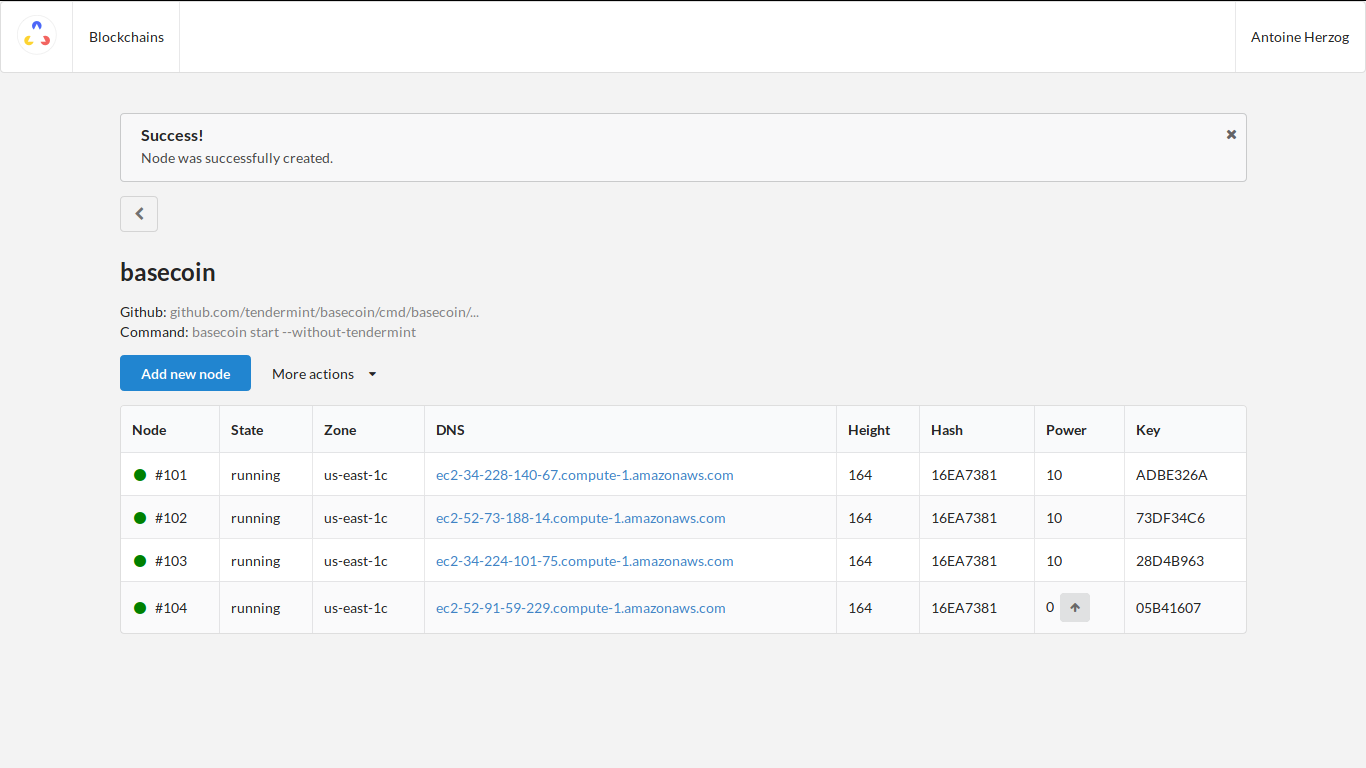 Blockchains
Antoine Herzog
Success!
Node was successfully created.
basecoin
Github: github.com/tendermint/basecoin/cmd/basecoin/...
Command: basecoin start --without-tendermint
Add new node More actions
Node State Zone DNS Height Hash Power Key
#101 running us-east-1c ec2-34-228-140-67.compute-1.amazonaws.com 164 16EA7381 10 ADBE326A
#102 running us-east-1c ec2-52-73-188-14.compute-1.amazonaws.com 164 16EA7381 10 73DF34C6
#103 running us-east-1c ec2-34-224-101-75.compute-1.amazonaws.com 164 16EA7381 10 28D4B963
#104 running us-east-1c ec2-52-91-59-229.compute-1.amazonaws.com 164 16EA7381 0 05B41607